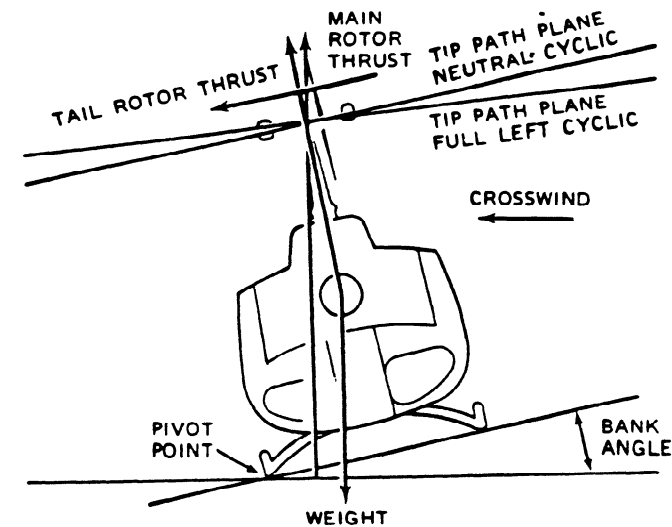 MAIN
ROTOR
THRUST
TIP PATH PLANE
NEUTRAL CYCLIC
TAIL ROTOR THRUST
TIP PATH PLANE
FULL LEFT CYCLIC
CROSSWIND
PIVOT
POINT
BANK
ANGLE
WEIGHT